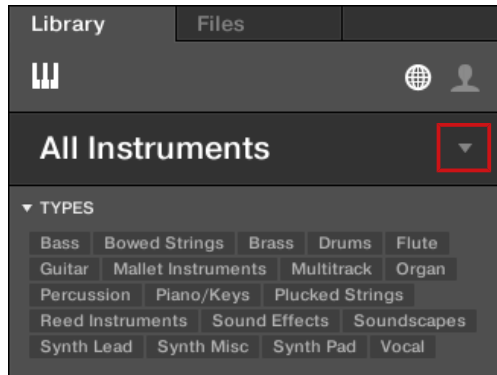 Library Files
All Instruments
TYPES
Bass Bowed Strings Brass Drums Flute
Guitar Mallet Instruments Multitrack Organ
Percussion Piano/Keys Plucked Strings
Reed Instruments Sound Effects Soundscapes
Synth Lead Synth Misc Synth Pad Vocal